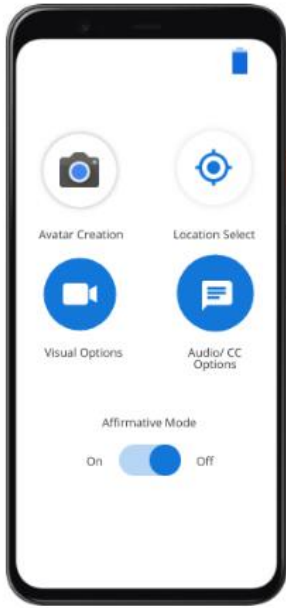 Avatar Creation
Location Select
Visual Options
Audio/ CC
Options
Affirmative Mode
On
Off